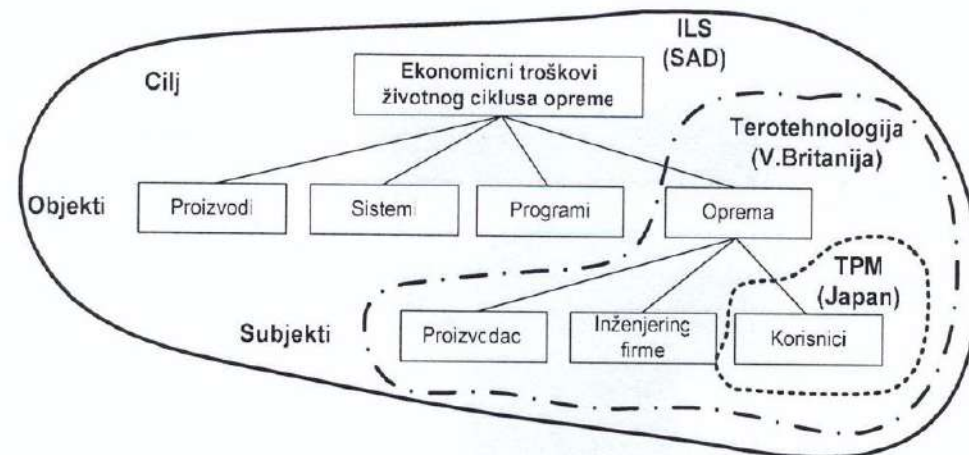 ILS
(SAD)
Cilj
Ekonomicni troškovi
životnog ciklusa opreme
Terotehnologija
(V.Britanija)
Objekti
Proizvodi
Sistemi
Programi
Oprema
TPM
(Japan)
Subjekti
Proizvođac
Inženjering
firme
Korisnici